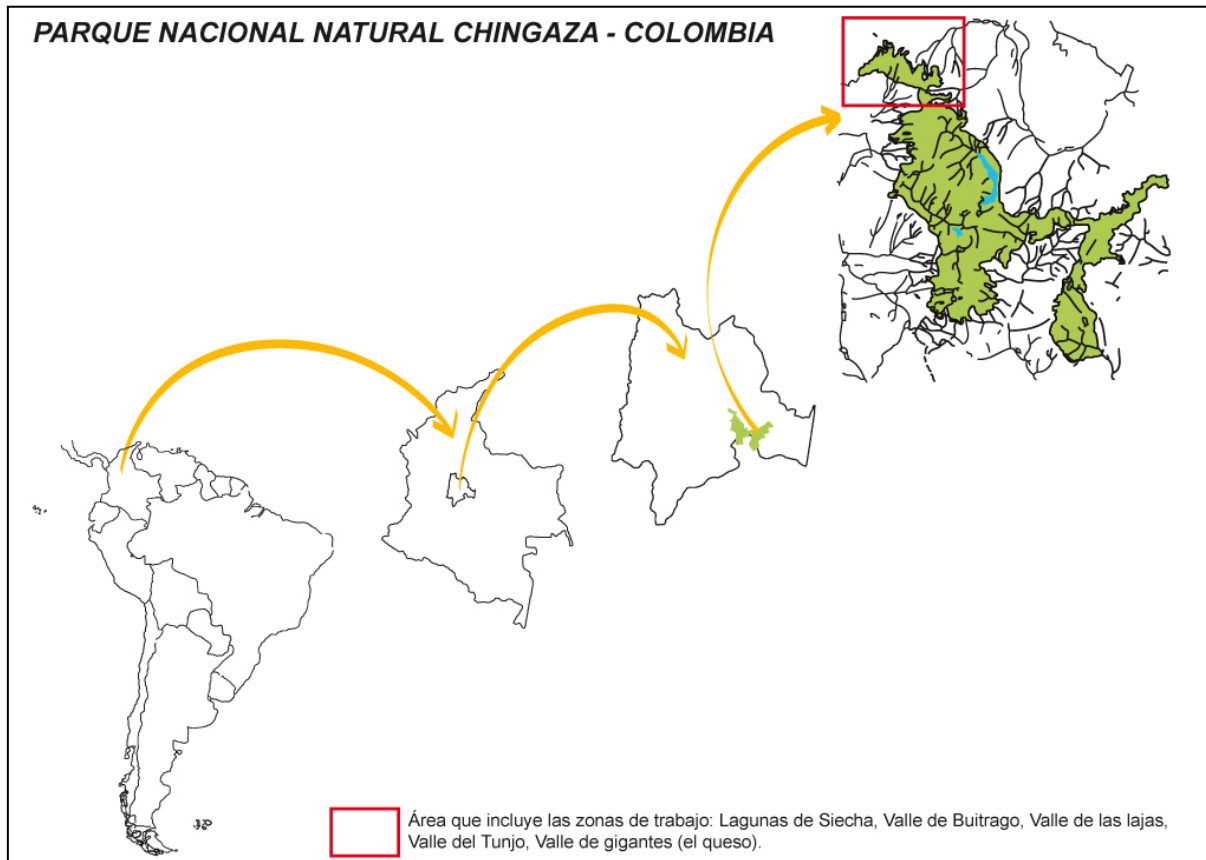 PARQUE NACIONAL NATURAL CHINGAZA - COLOMBIA
Área que incluye las zonas de trabajo: Lagunas de Siecha, Valle de Buitrago, Valle de las lajas,
Valle del Tunjo, Valle de gigantes (el queso).